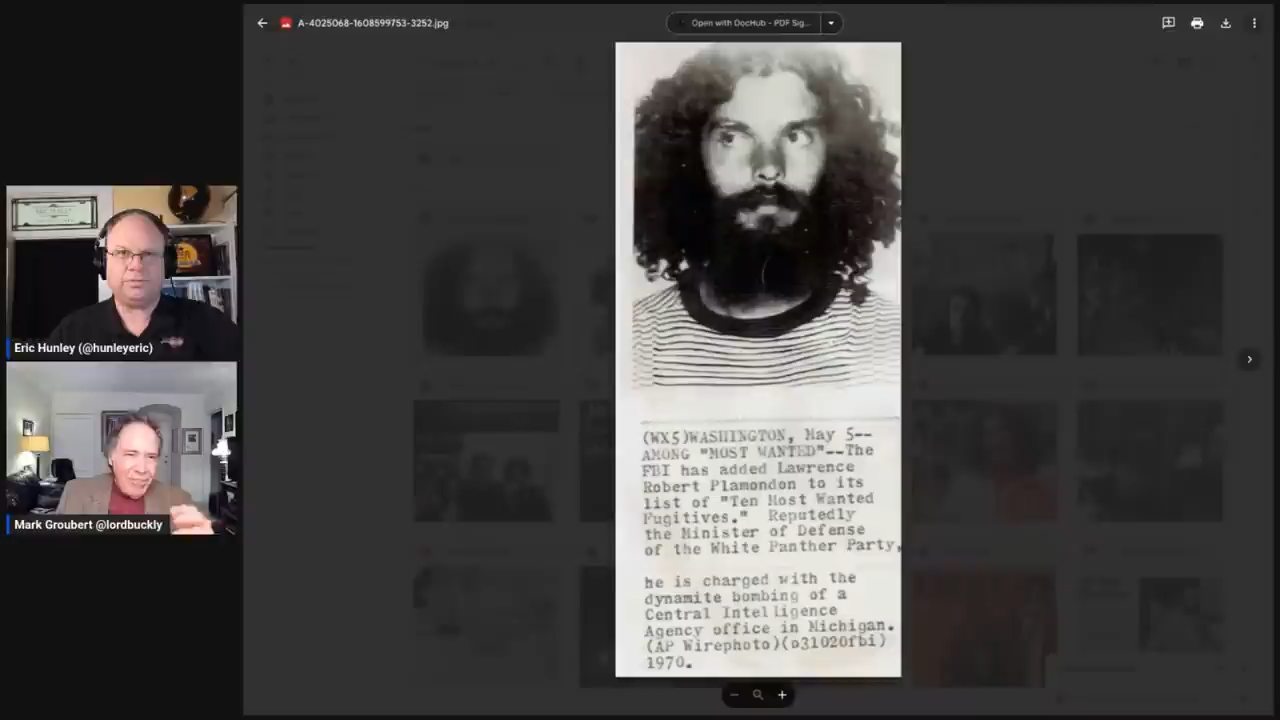 A-4025068-1608599753-3252.jpg
Open with DocHub - PDF Sig...
Eric Hunley (@hunleyeric)
Mark Groubert @lordbuckly
(WX5)WASHINGTON, May 5--
AMONG "MOST WANTED"--The
FBI has added Lawrence
Robert Plamondon to its
list of "Ten Most Wanted
Fugitives." Reputedly
the Minister of Defense
of the White Panther Party,
he is charged with the
dynamite bombing of a
Central Intelligence
Agency office in Michigan.
(AP Wirephoto)(o31020fbi)
1970.